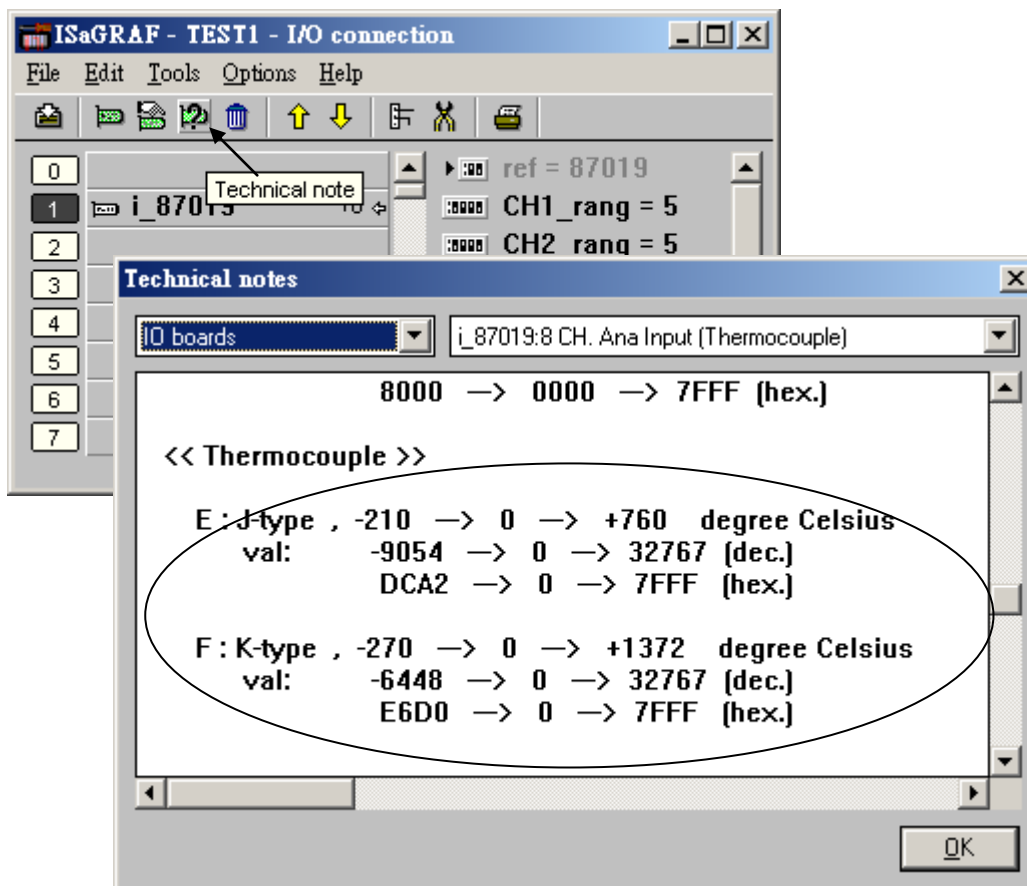 ISaGRAF - TEST1 - I/O connection
File Edit Tools Options Help
0
1
2
3
4
5
6
7
Technical note
i_87019
ref = 87019
CH1_rang = 5
CH2_rang = 5
Technical notes
IO boards
i_87019:8 CH. Ana Input (Thermocouple)
8000 —> 0000 —> 7FFF (hex.)
<< Thermocouple >>
E : J-type , -210 —> 0 —> +760 degree Celsius
val: -9054 —> 0 —> 32767 (dec.)
DCA2 —> 0 —> 7FFF (hex.)
F : K-type , -270 —> 0 —> +1372 degree Celsius
val: -6448 —> 0 —> 32767 (dec.)
E6D0 —> 0 —> 7FFF (hex.)
OK